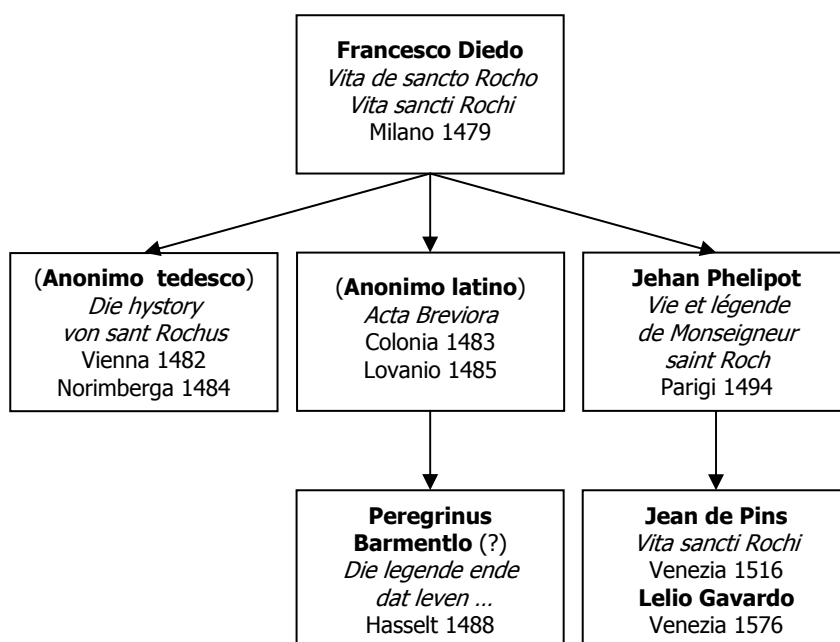 Francesco Diedo
Vita de sancto Rocho
Vita sancti Rochi
Milano 1479
(Anonimo tedesco)
Die hystory
von sant Rochus
Vienna 1482
Norimberga 1484
(Anonimo latino)
Acta Breviora
Colonia 1483
Lovanio 1485
Jehan Phelipot
Vie et légende
de Monseigneur
saint Roch
Parigi 1494
Peregrinus
Barmentlo (?)
Die legende ende
dat leven ...
Hasselt 1488
Jean de Pins
Vita sancti Rochi
Venezia 1516
Lelio Gavardo
Venezia 1576